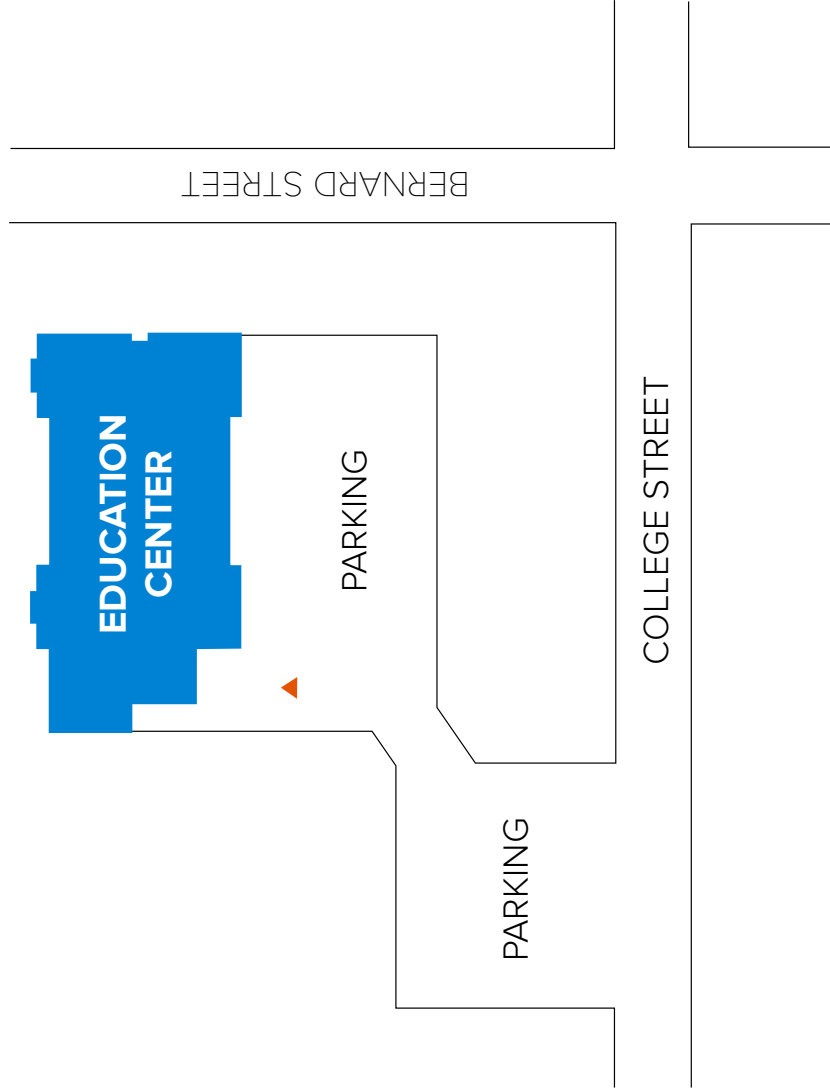 BERNARD STREET
EDUCATION
CENTER
PARKING
COLLEGE STREET
PARKING